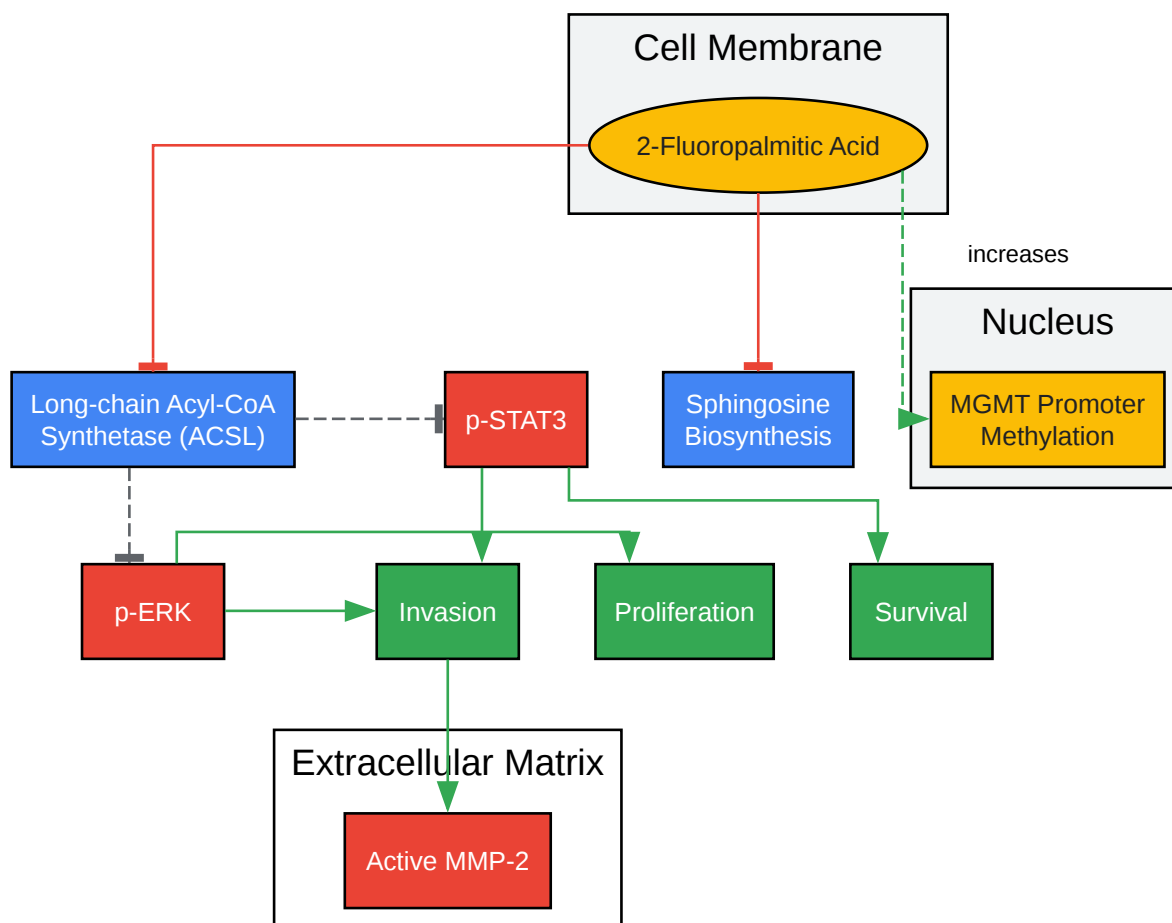 Cell Membrane
2-Fluoropalmitic Acid
increases
Nucleus
Long-chain Acyl-CoA
Synthetase (ACSL)
p-STAT3
Sphingosine
Biosynthesis
MGMT Promoter
Methylation
p-ERK
Invasion
Proliferation
Survival
Extracellular Matrix
Active MMP-2